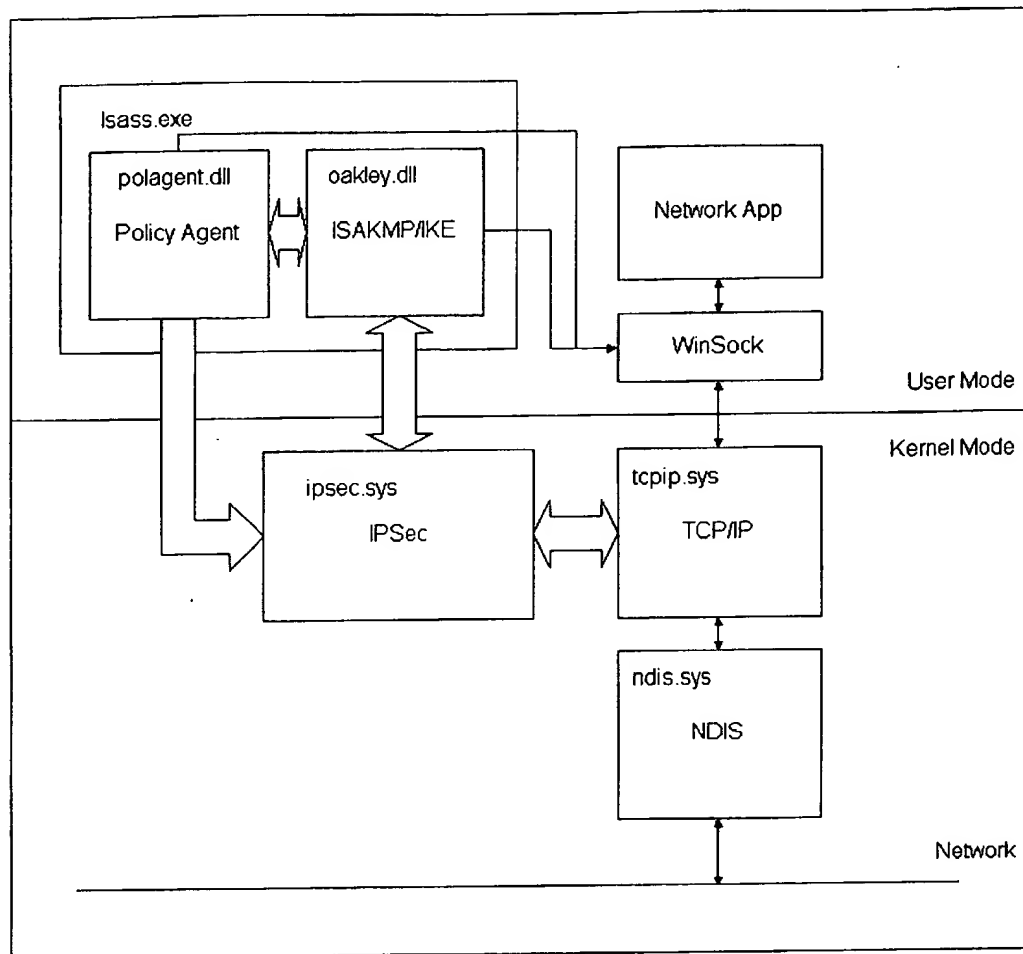 lsass.exe
polagent.dll
Policy Agent
oakley.dll
ISAKMP/IKE
Network App
WinSock
User Mode
Kernel Mode
ipsec.sys
IPSec
tcpip.sys
TCP/IP
ndis.sys
NDIS
Network